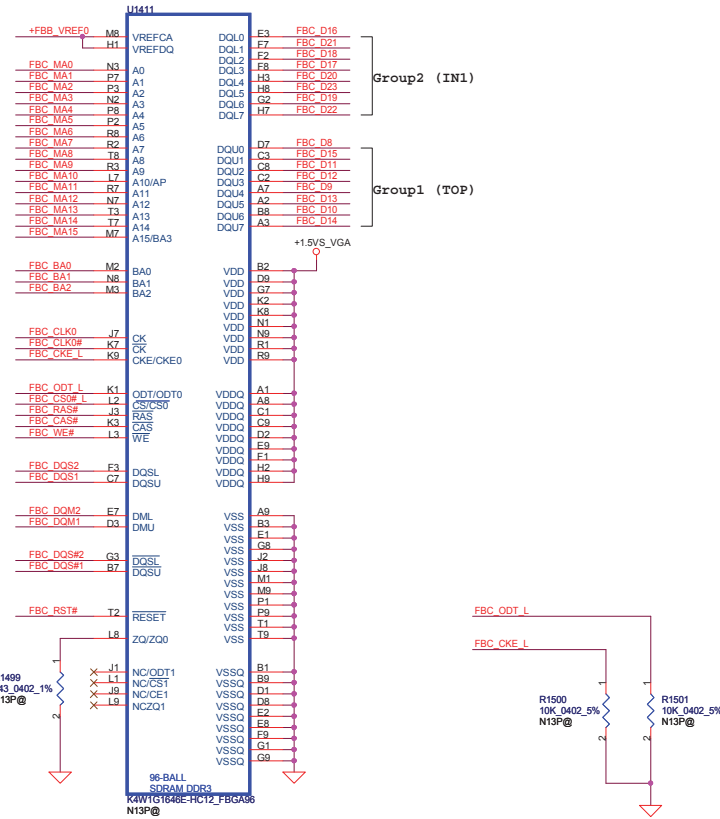 U1411
+FBB_VREF0 M8 VREFCA DQL0 E3 FBC_D16
H1 VREFDQ DQL1 F7 FBC_D21
DQL2 F2 FBC_D18
FBC_MA0 N3 A0 DQL3 F8 FBC_D17
FBC_MA1 P7 A1 DQL4 H3 FBC_D20 Group2 (IN1)
FBC_MA2 P3 A2 DQL5 H8 FBC_D23
FBC_MA3 N2 A3 DQL6 G2 FBC_D19
FBC_MA4 P8 A4 DQL7 H7 FBC_D22
FBC_MA5 P2 A5
FBC_MA6 R8 A6
FBC_MA7 R2 A7 DQU0 D7 FBC_D8
FBC_MA8 T8 A8 DQU1 C3 FBC_D15
FBC_MA9 R3 A9 DQU2 C8 FBC_D11
FBC_MA10 L7 A10/AP DQU3 C2 FBC_D12
FBC_MA11 R7 A11 DQU4 A7 FBC_D9 Group1 (TOP)
FBC_MA12 N7 A12 DQU5 A2 FBC_D13
FBC_MA13 T3 A13 DQU6 B8 FBC_D10
FBC_MA14 T7 A14 DQU7 A3 FBC_D14
FBC_MA15 M7 A15/BA3
+1.5VS_VGA
FBC_BA0 M2 BA0 VDD B2
FBC_BA1 N8 BA1 VDD D9
FBC_BA2 M3 BA2 VDD G7
VDD K2
VDD K8
VDD N1
FBC_CLK0 J7 CK VDD N9
FBC_CLK0# K7 CK VDD R1
FBC_CKE_L K9 CKE/CKE0 VDD R9
FBC_ODT_L K1 ODT/ODT0 VDDQ A1
FBC_CS0#_L L2 CS/CS0 VDDQ A8
FBC_RAS# J3 RAS VDDQ C1
FBC_CAS# K3 CAS VDDQ C9
FBC_WE# L3 WE VDDQ D2
VDDQ E9
VDDQ F1
FBC_DQS2 F3 DQSL VDDQ H2
FBC_DQS1 C7 DQSU VDDQ H9
FBC_DQM2 E7 DML VSS A9
FBC_DQM1 D3 DMU VSS B3
VSS E1
VSS G8
FBC_DQS#2 G3 DQSL VSS J2
FBC_DQS#1 B7 DQSU VSS J8
VSS M1
VSS M9
VSS P1
FBC_RST# T2 RESET VSS P9
VSS T1
L8 ZQ/ZQ0 VSS T9
FBC_ODT_L
FBC_CKE_L
1
J1 NC/ODT1 VSSQ B1
L1 NC/CS1 VSSQ B9
J9 NC/CE1 VSSQ D1
L9 NCZQ1 VSSQ D8
VSSQ E2
VSSQ E8
VSSQ F9
VSSQ G1
VSSQ G9
1499
43_0402_1%
13P@
2
1 1
R1500 R1501
10K_0402_5% 10K_0402_5%
N13P@ N13P@
2 2
96-BALL
SDRAM DDR3
K4W1G1646E-HC12_FBGA96
N13P@